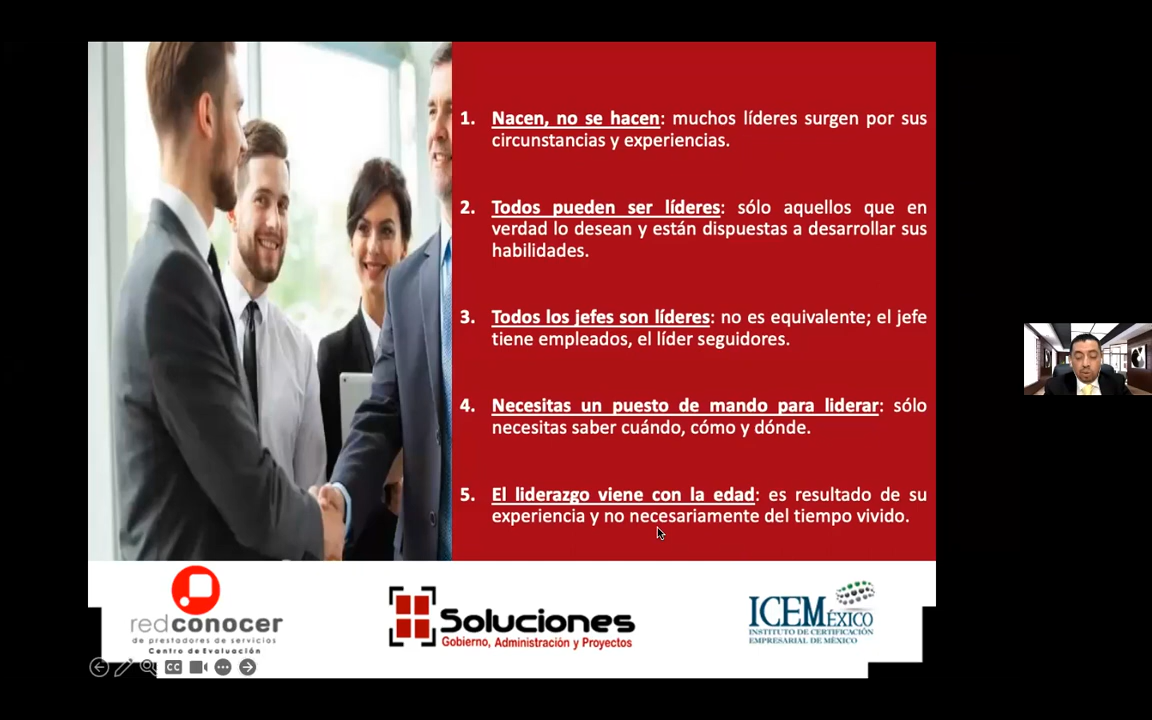 1. Nacen, no se hacen: muchos líderes surgen por sus
circunstancias y experiencias.
2. Todos pueden ser líderes: sólo aquellos que en
verdad lo desean y están dispuestas a desarrollar sus
habilidades.
3. Todos los jefes son líderes: no es equivalente; el jefe
tiene empleados, el líder seguidores.
4. Necesitas un puesto de mando para liderar: sólo
necesitas saber cuándo, cómo y dónde.
5. El liderazgo viene con la edad: es resultado de su
experiencia y no necesariamente del tiempo vivido.
redconocer
de prestadores de servicios
Centro de Evaluación
Soluciones
Gobierno, Administración y Proyectos
ICEMÉXICO
INSTITUTO DE CERTIFICACIÓN
EMPRESARIAL DE MÉXICO
CC